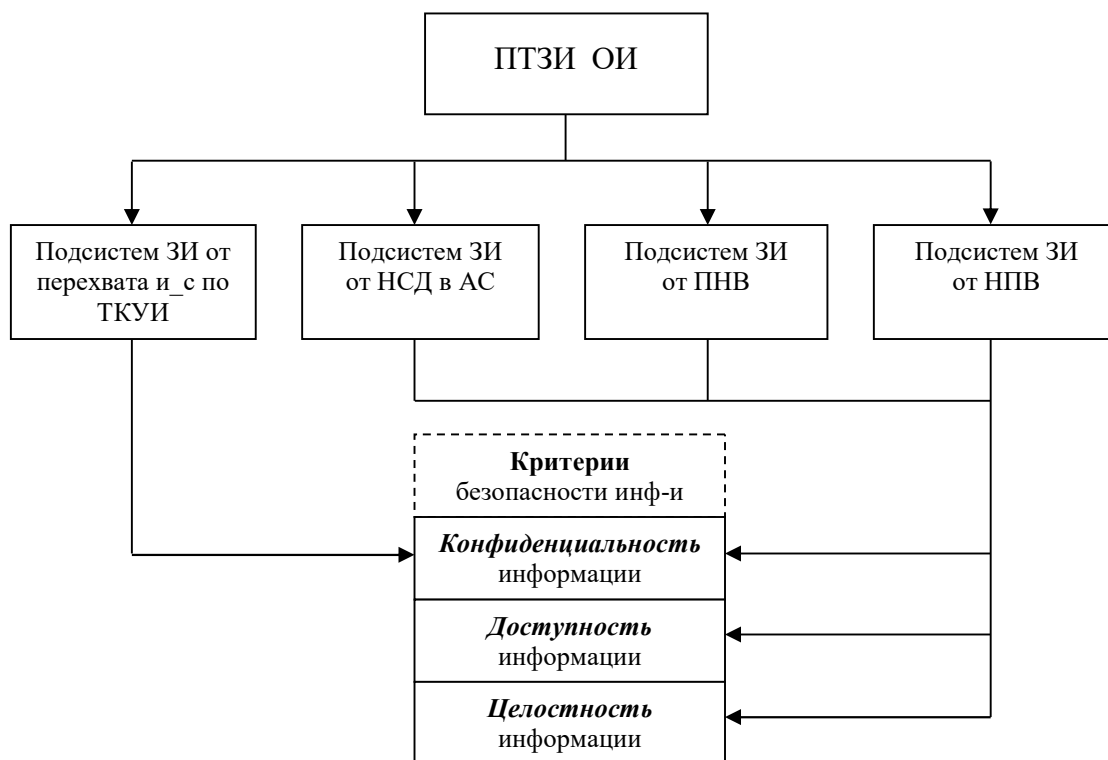 ПТЗИ ОИ
Подсистем ЗИ от
перехвата и_с по
ТКУИ
Подсистем ЗИ
от НСД в АС
Подсистем ЗИ
от ПНВ
Подсистем ЗИ
от НПВ
Критерии
безопасности инф-и
Конфиденциальность
информации
Доступность
информации
Целостность
информации